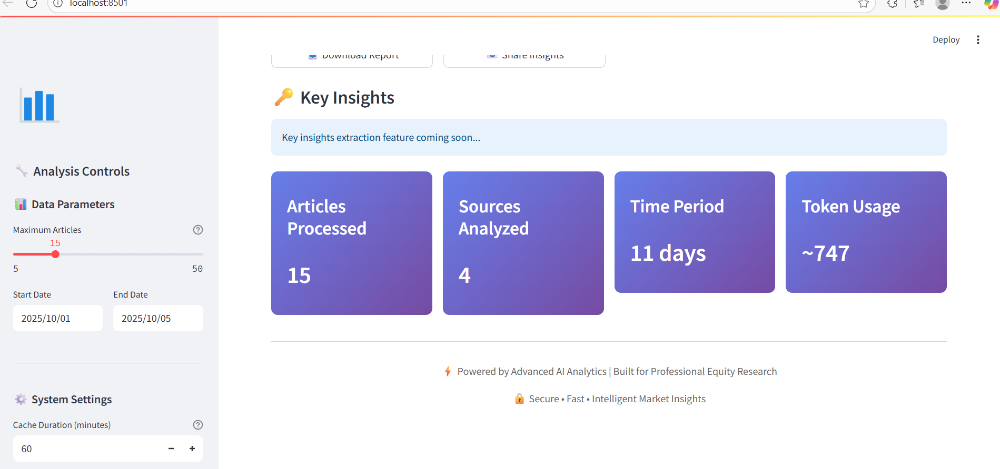 localhost:8501
Deploy
Download Report
Share Insights
Analysis Controls
Data Parameters
Maximum Articles
15
5
50
Start Date
End Date
2025/10/01
2025/10/05
System Settings
Cache Duration (minutes)
60
Key Insights
Key insights extraction feature coming soon...
Articles
Processed
15
Sources
Analyzed
4
Time Period
11 days
Token Usage
~747
Powered by Advanced AI Analytics | Built for Professional Equity Research
Secure • Fast • Intelligent Market Insights